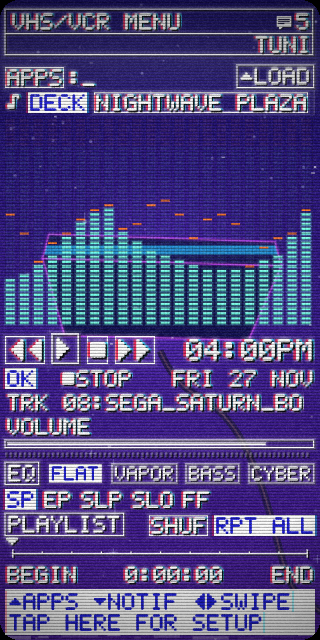 VHS/VCR MENU 5
TUNI
APPS:_ ▲LOAD
♪ DECK NIGHTWAVE PLAZA
04:00PM
OK ■STOP FRI 27 NOV
TRK 08:SEGA_SATURN_BO
VOLUME
EQ FLAT VAPOR BASS CYBER
SP EP SLP SLO FF
PLAYLIST SHUF RPT ALL
BEGIN 0:00:00 END
▲APPS ▼NOTIF ◀▶SWIPE
TAP HERE FOR SETUP